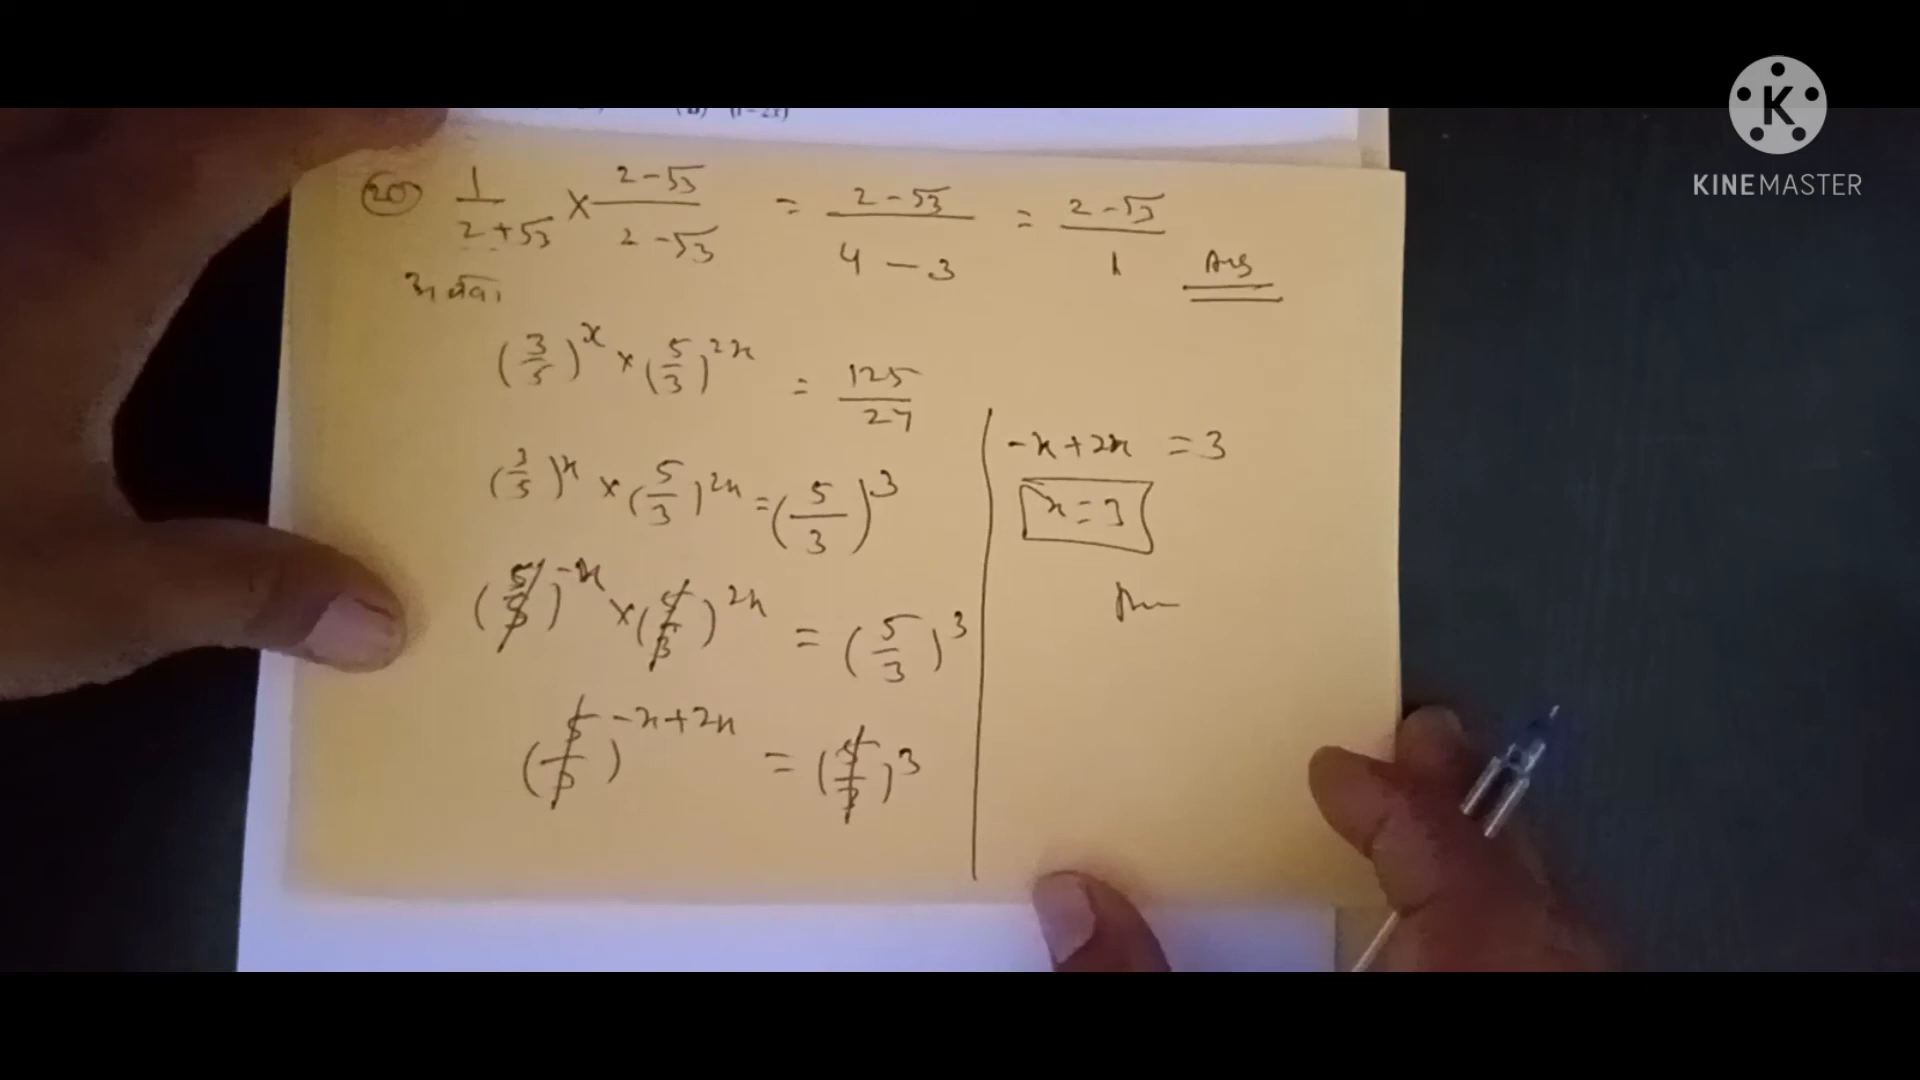 (D) (1-2x)
20) 1/(2+√3) × (2-√3)/(2-√3) = (2-√3)/(4-3) = (2-√3)/1 Ans
अथवा
(3/5)^x × (5/3)^2x = 125/27
(3/5)^x × (5/3)^2x = (5/3)^3
(5/3)^-x × (5/3)^2x = (5/3)^3
(5/3)^-x+2x = (5/3)^3
-x+2x = 3
x=3
K
KINEMASTER